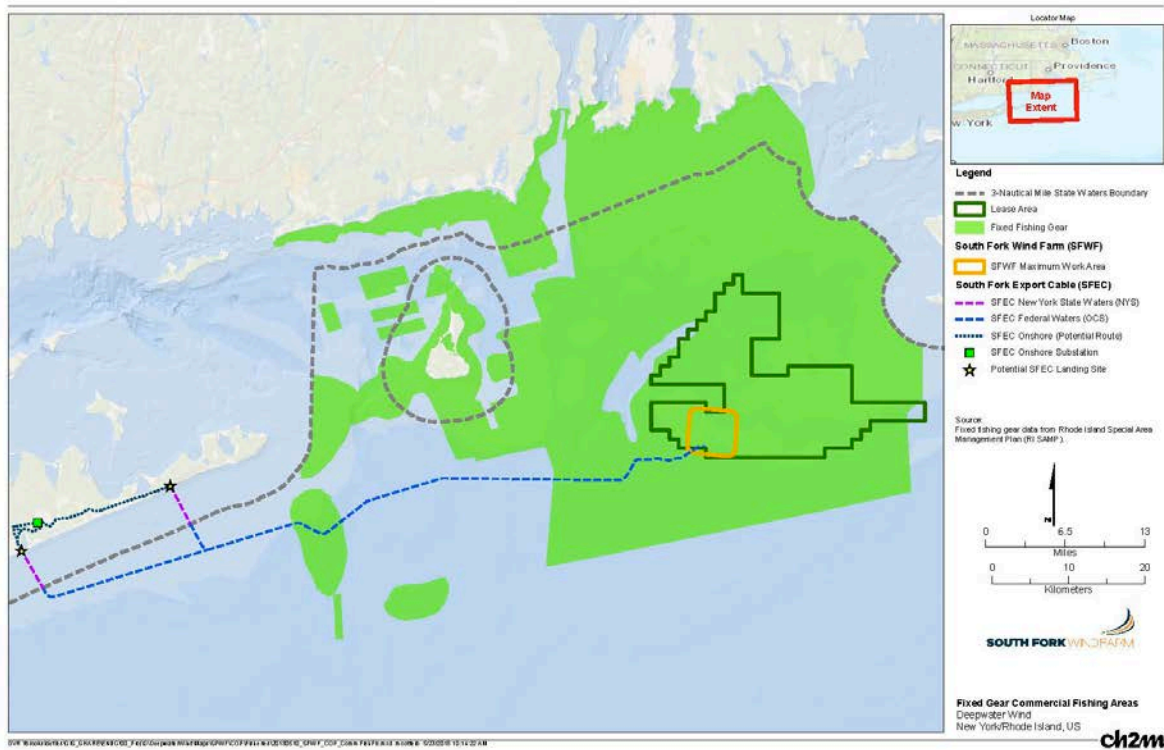 Locator Map
MASSACHUSETTS
Boston
CONNECTICUT
Providence
Hartford
Map
Extent
w York
Legend
3-Nautical Mile State Waters Boundary
Lease Area
Fixed Fishing Gear
South Fork Wind Farm (SFWF)
SFWF Maximum Work Area
South Fork Export Cable (SFEC)
SFEC New York State Waters (NYS)
SFEC Federal Waters (OCS)
SFEC Onshore (Potential Route)
SFEC Onshore Substation
Potential SFEC Landing Site
Source:
Fixed fishing gear data from Rhode Island Special Area
Management Plan (RI SAMP).
N
0 6.5 13
Miles
0 10 20
Kilometers
SOUTH FORK WINDFARM
Fixed Gear Commercial Fishing Areas
Deepwater Wind
New York/Rhode Island, US
ch2m